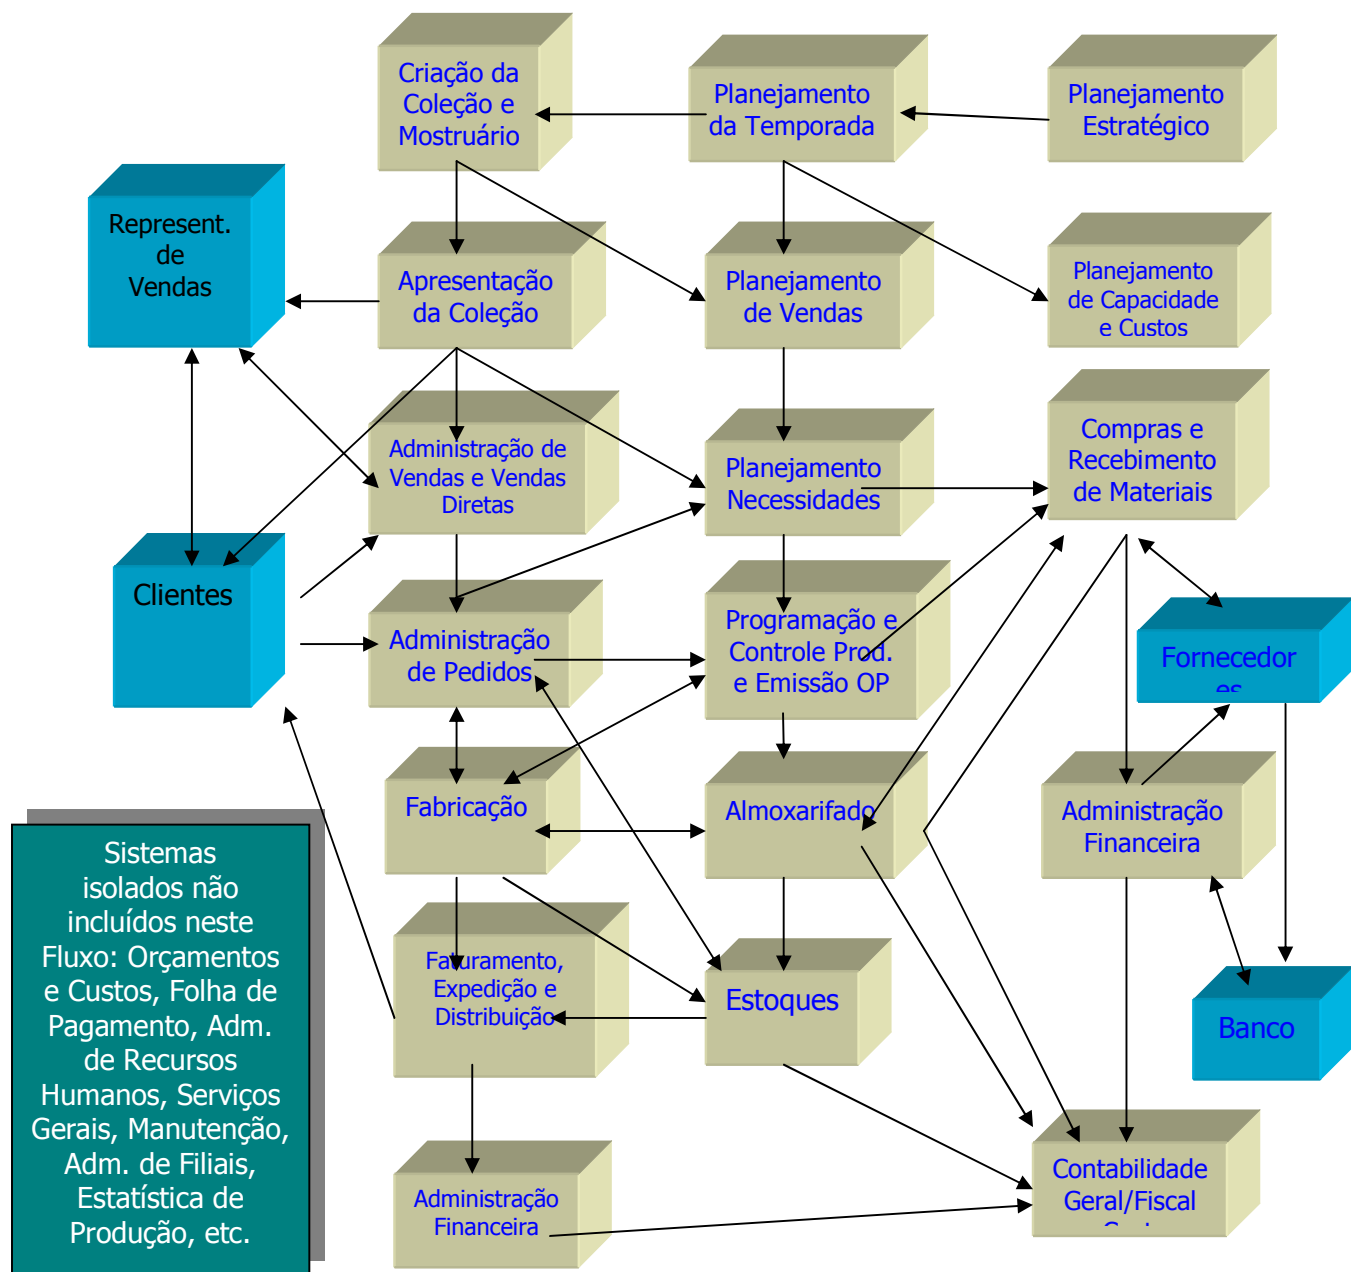 Criação da
Coleção e
Mostruário
Planejamento
da Temporada
Planejamento
Estratégico
Represent.
de
Vendas
Apresentação
da Coleção
Planejamento
de Vendas
Planejamento
de Capacidade
e Custos
Administração de
Vendas e Vendas
Diretas
Planejamento
Necessidades
Compras e
Recebimento
de Materiais
Clientes
Administração
de Pedidos
Programação e
Controle Prod.
e Emissão OP
Fornecedor
es
Fabricação
Almoxarifado
Administração
Financeira
Sistemas
isolados não
incluídos neste
Fluxo: Orçamentos
e Custos, Folha de
Pagamento, Adm.
de Recursos
Humanos, Serviços
Gerais, Manutenção,
Adm. de Filiais,
Estatística de
Produção, etc.
Faturamento,
Expedição e
Distribuição
Estoques
Banco
Administração
Financeira
Contabilidade
Geral/Fiscal